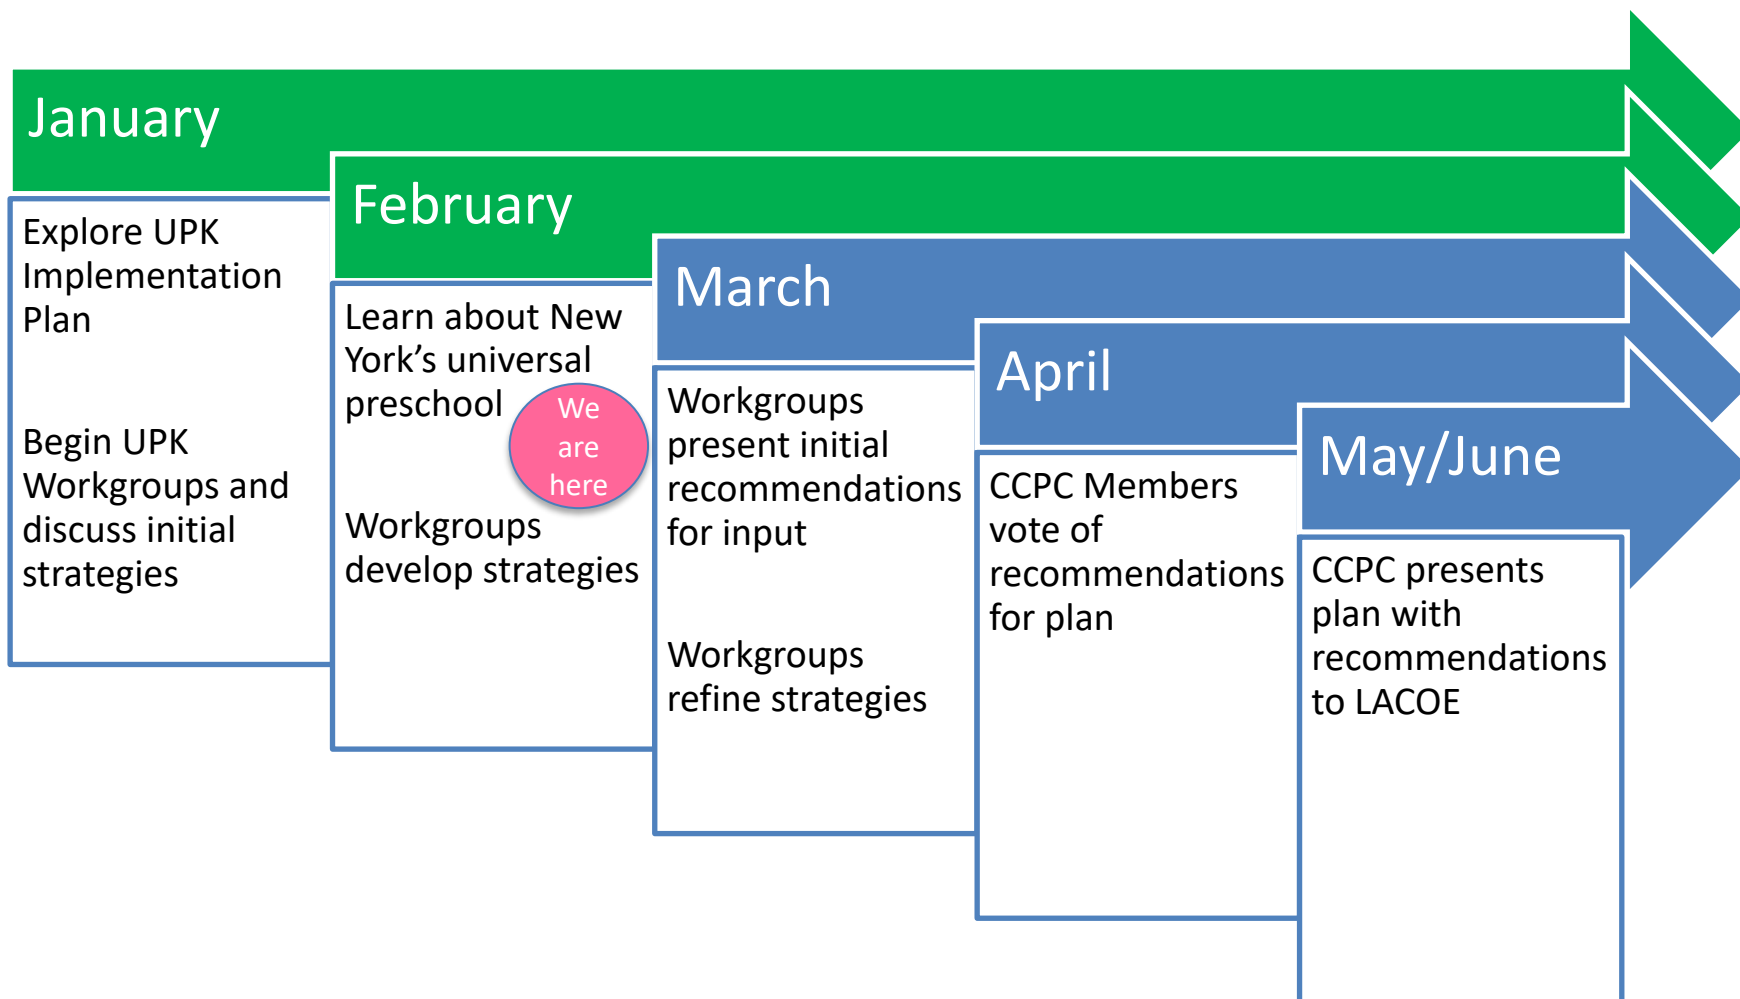 January
Explore UPK
Implementation
Plan
Begin UPK
Workgroups and
discuss initial
strategies
February
Learn about New
York’s universal
preschool
We
are
here
Workgroups
develop strategies
March
Workgroups
present initial
recommendations
for input
Workgroups
refine strategies
April
CCPC Members
vote of
recommendations
for plan
May/June
CCPC presents
plan with
recommendations
to LACOE